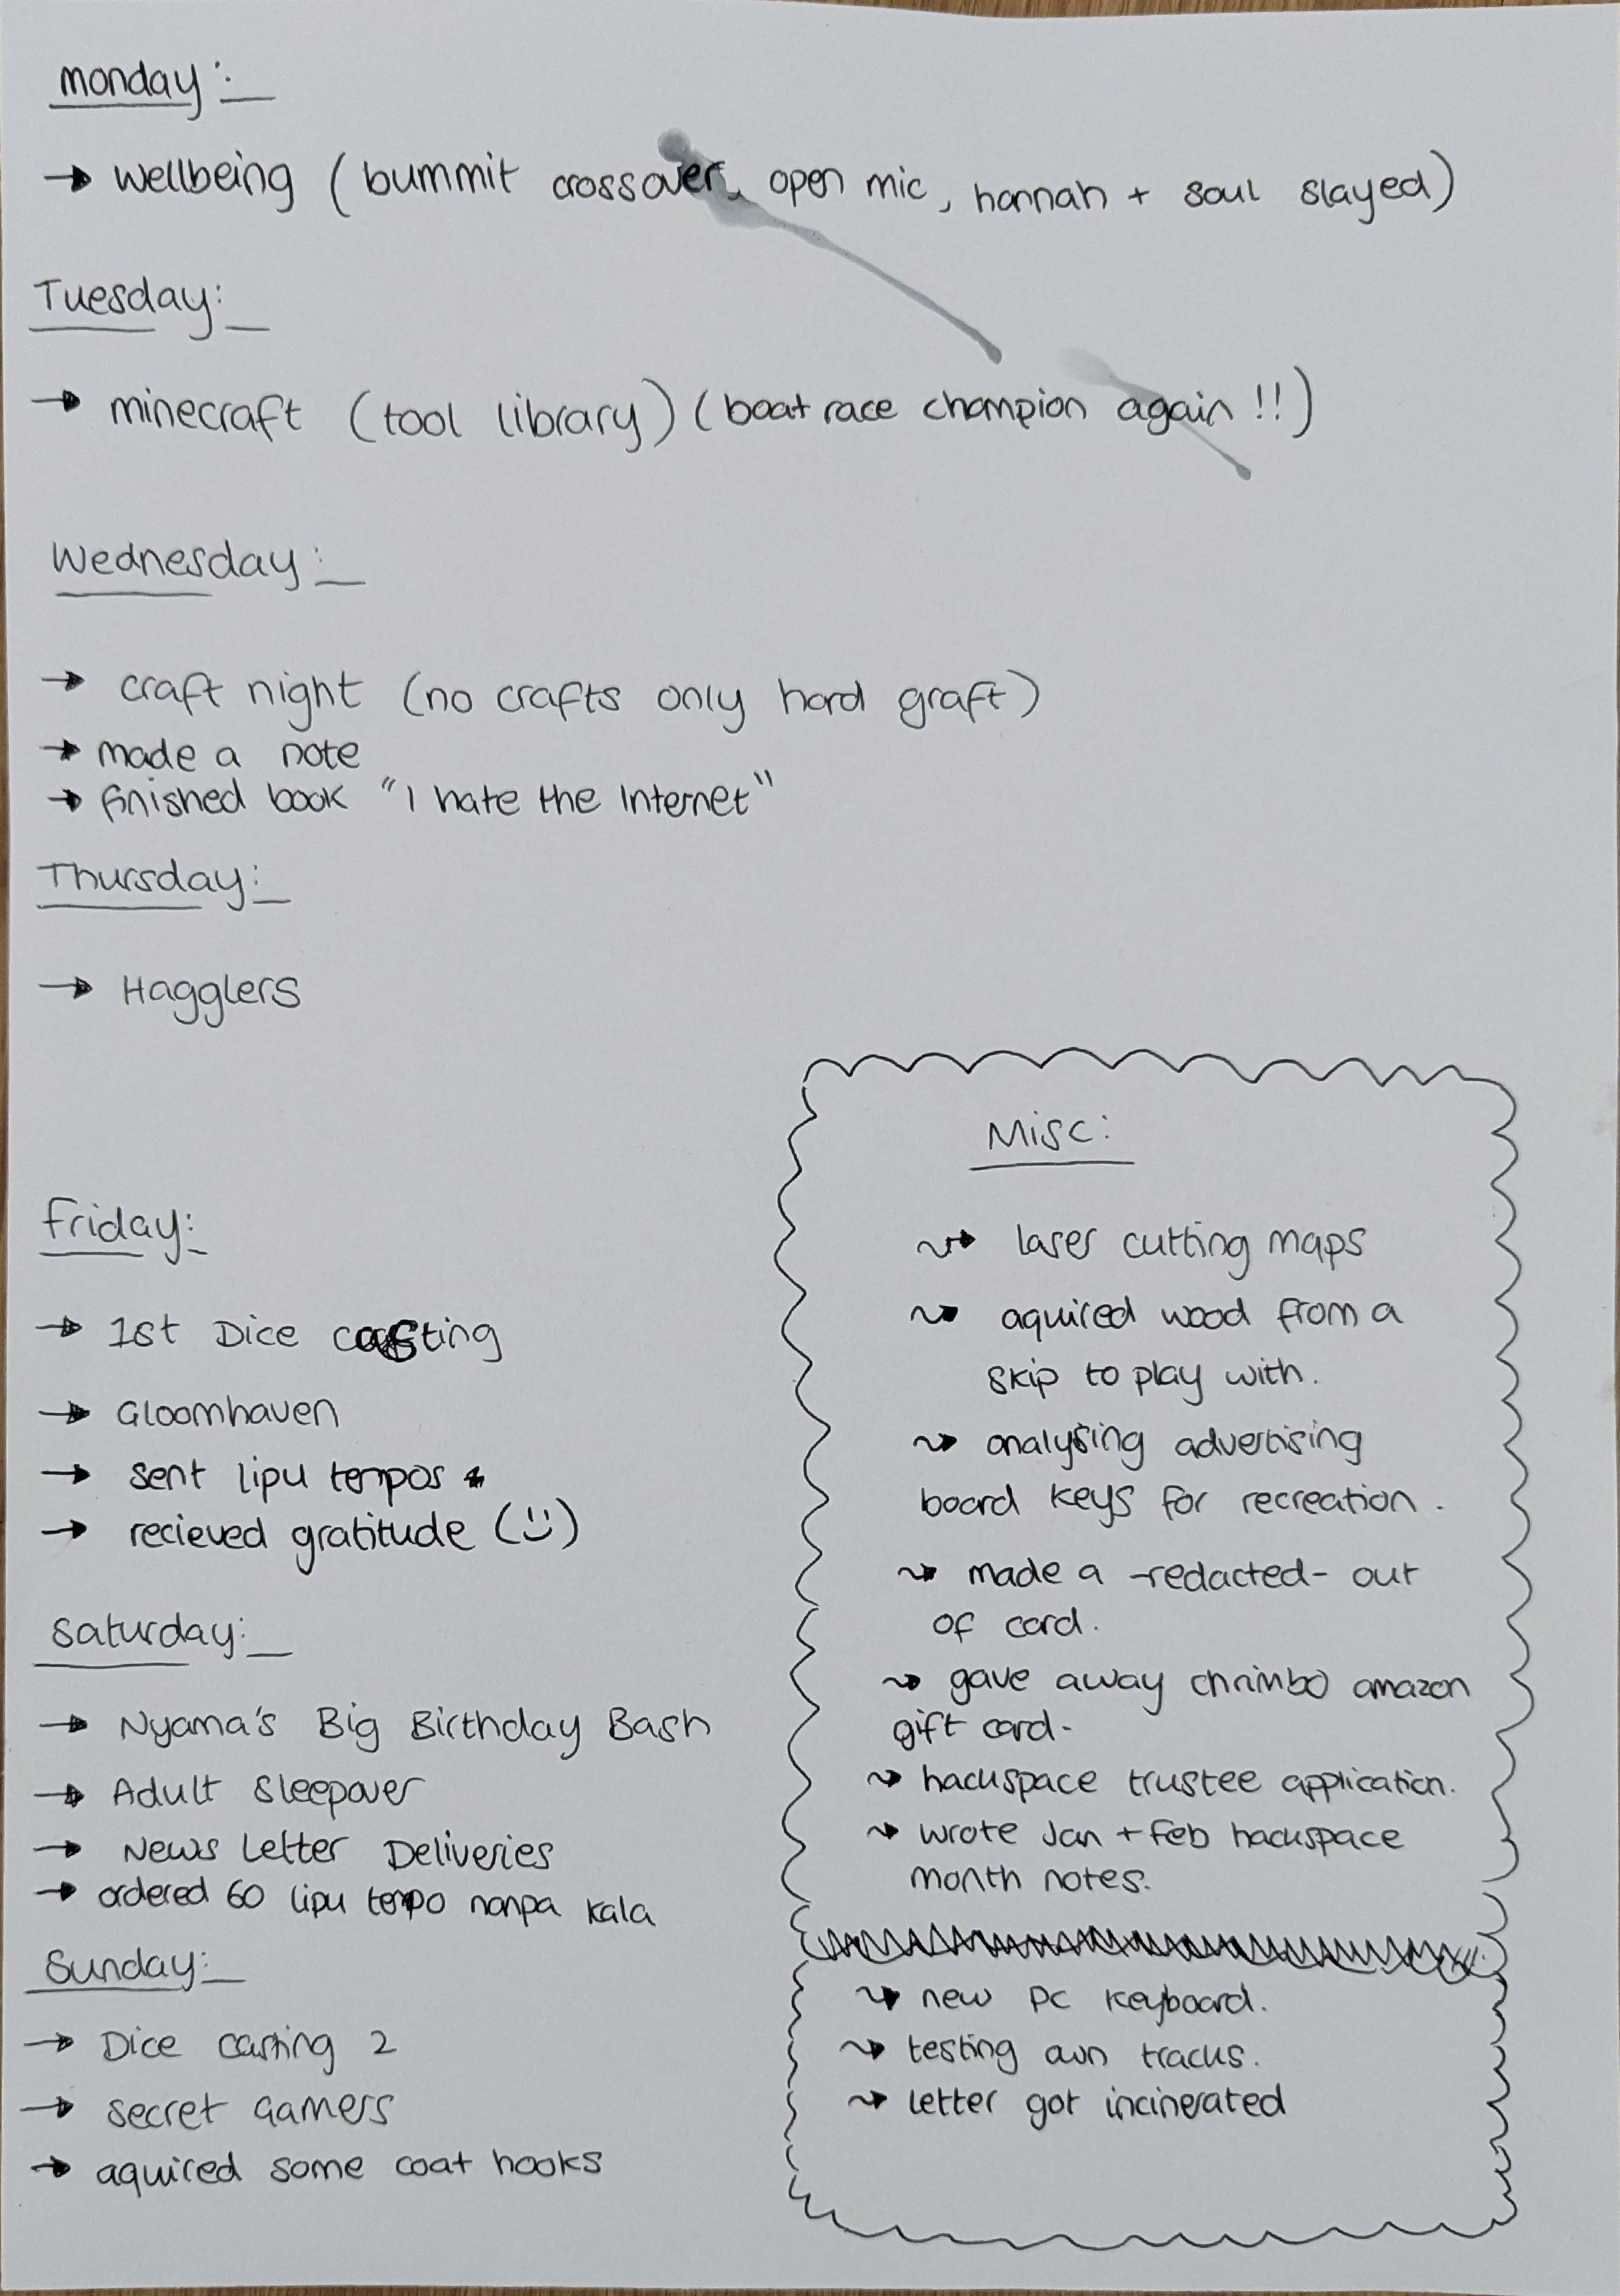 monday:
→ wellbeing (bummit crossover, open mic, hannah + soul slayed)
Tuesday:
→ minecraft (tool library) (boat race champion again !!)
Wednesday:
→ craft night (no crafts only hard graft)
→ made a note
→ finished book "I hate the Internet"
Thursday:
→ Hagglers
friday:
→ 1st Dice casting
→ Gloomhaven
→ sent lipu tenpos
→ recieved gratitude (:))
Saturday:
→ Nyama's Big Birthday Bash
→ Adult Sleepover
→ News Letter Deliveries
→ ordered 60 lipu tenpo nanpa kala
Sunday:
→ Dice casting 2
→ secret gamers
→ aquired some coat hooks
Misc:
⤳ laser cutting maps
⤳ aquired wood from a
skip to play with.
⤳ analysing advertising
board keys for recreation.
⤳ made a -redacted- out
of card.
⤳ gave away chrimbo amazon
gift card-
⤳ hackspace trustee application.
⤳ wrote Jan + Feb hackspace
month notes.
⤳ new pc keyboard.
⤳ testing own tracks.
⤳ letter got incinerated